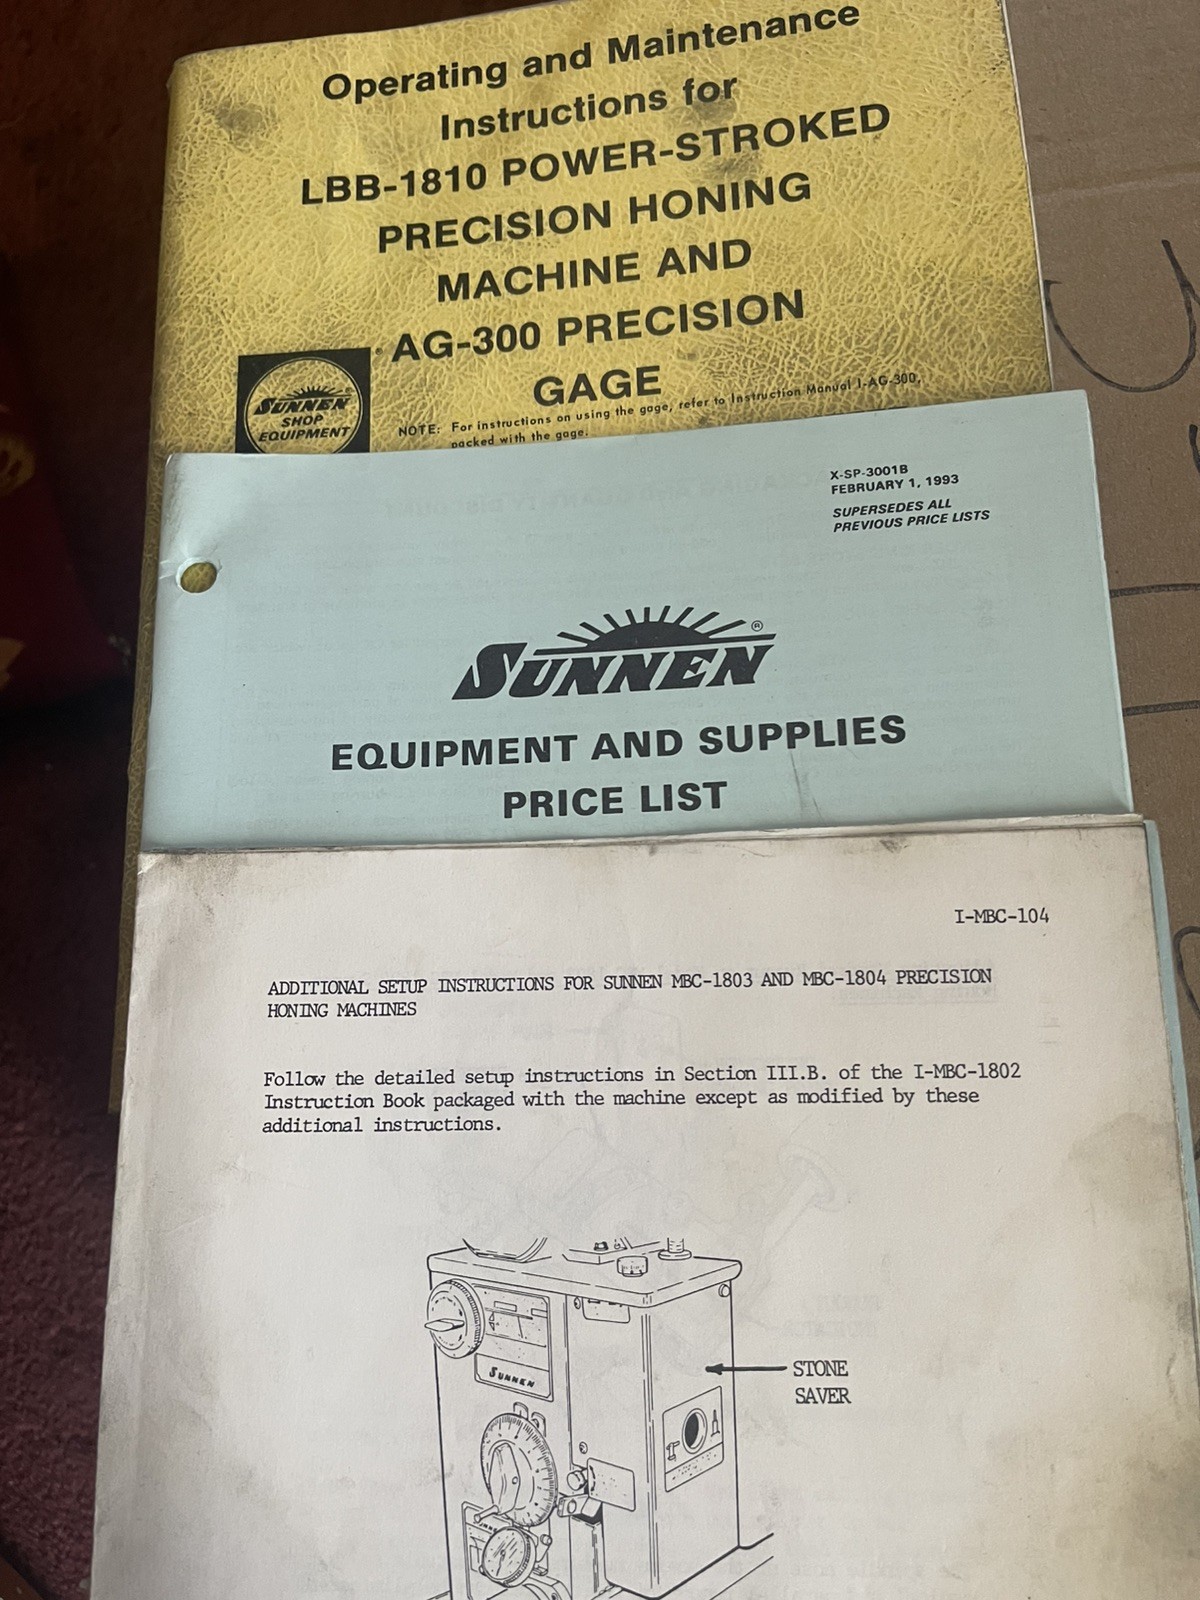 Operating and Maintenance
Instructions for
LBB-1810 POWER-STROKED
PRECISION HONING
MACHINE AND
AG-300 PRECISION
GAGE
SUNNEN
SHOP
EQUIPMENT
®
NOTE: For instructions on using the gage, refer to Instruction Manual I-AG-300,
packed with the gage.
X-SP-3001B
FEBRUARY 1, 1993
SUPERSEDES ALL
PREVIOUS PRICE LISTS
SUNNEN ®
EQUIPMENT AND SUPPLIES
PRICE LIST
I-MBC-104
ADDITIONAL SETUP INSTRUCTIONS FOR SUNNEN MBC-1803 AND MBC-1804 PRECISION
HONING MACHINES
Follow the detailed setup instructions in Section III.B. of the I-MBC-1802
Instruction Book packaged with the machine except as modified by these
additional instructions.
SUNNEN
STONE
SAVER